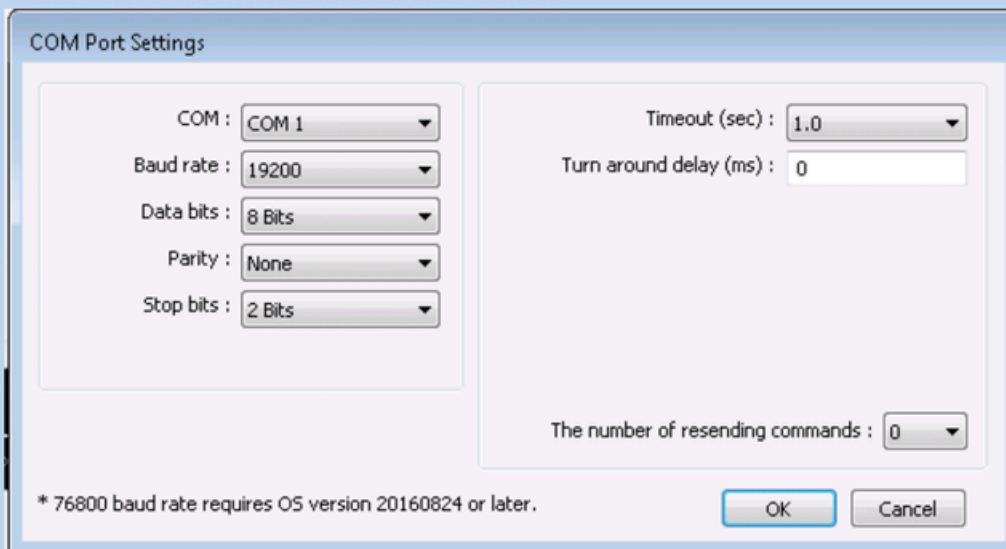 COM Port Settings
COM : COM 1
Baud rate : 19200
Data bits : 8 Bits
Parity : None
Stop bits : 2 Bits
Timeout (sec) : 1.0
Turn around delay (ms) : 0
The number of resending commands : 0
* 76800 baud rate requires OS version 20160824 or later.
OK Cancel